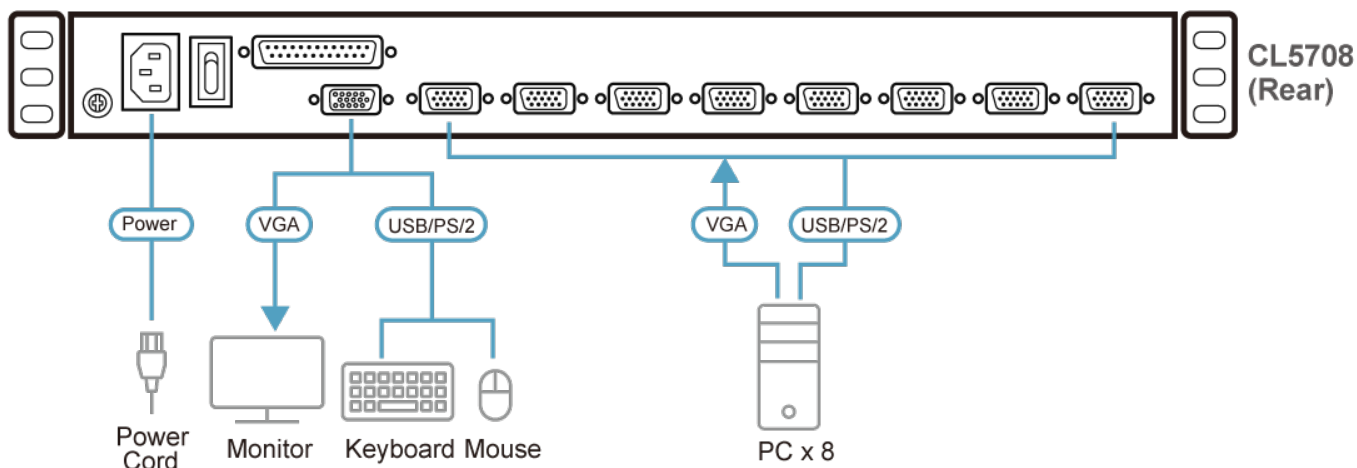 CL5708
(Rear)
Power
VGA
USB/PS/2
VGA
USB/PS/2
Power
Cord
Monitor
Keyboard
Mouse
PC x 8